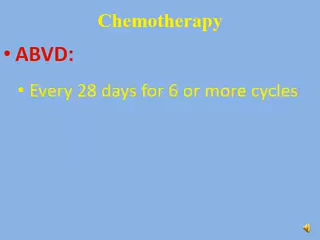 Chemotherapy
• ABVD:
• Every 28 days for 6 or more cycles